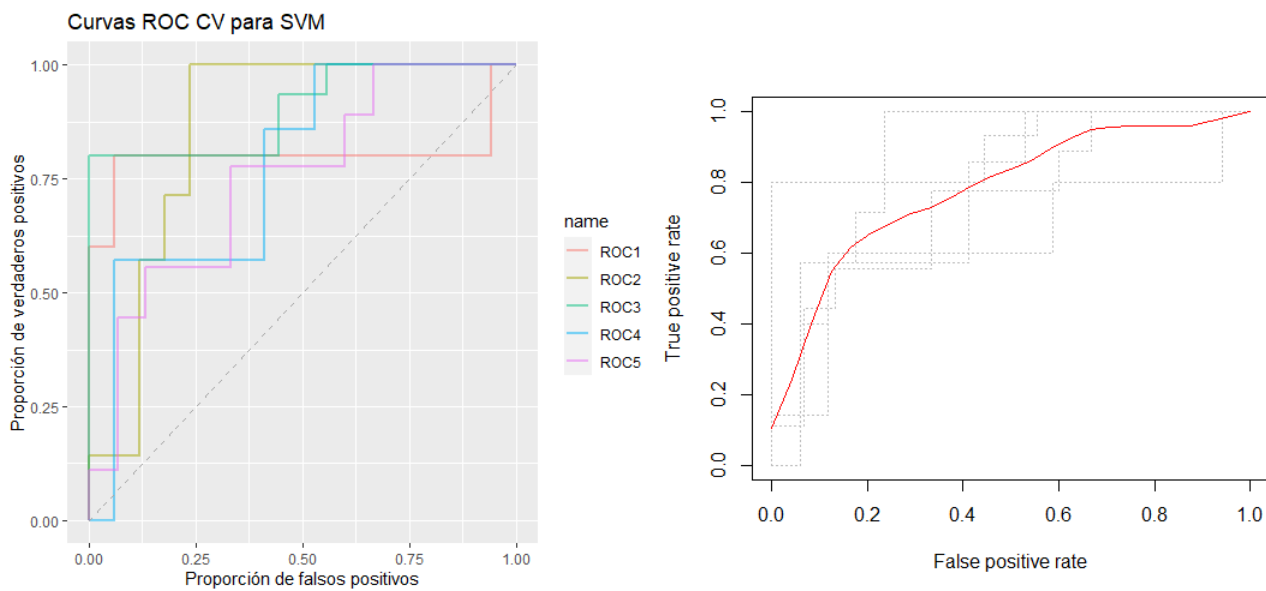 Curvas ROC CV para SVM
Proporción de verdaderos positivos
1.00
0.75
0.50
0.25
0.00
0.00 0.25 0.50 0.75 1.00
Proporción de falsos positivos
name
ROC1
ROC2
ROC3
ROC4
ROC5
True positive rate
1.0
0.8
0.6
0.4
0.2
0.0
0.0 0.2 0.4 0.6 0.8 1.0
False positive rate